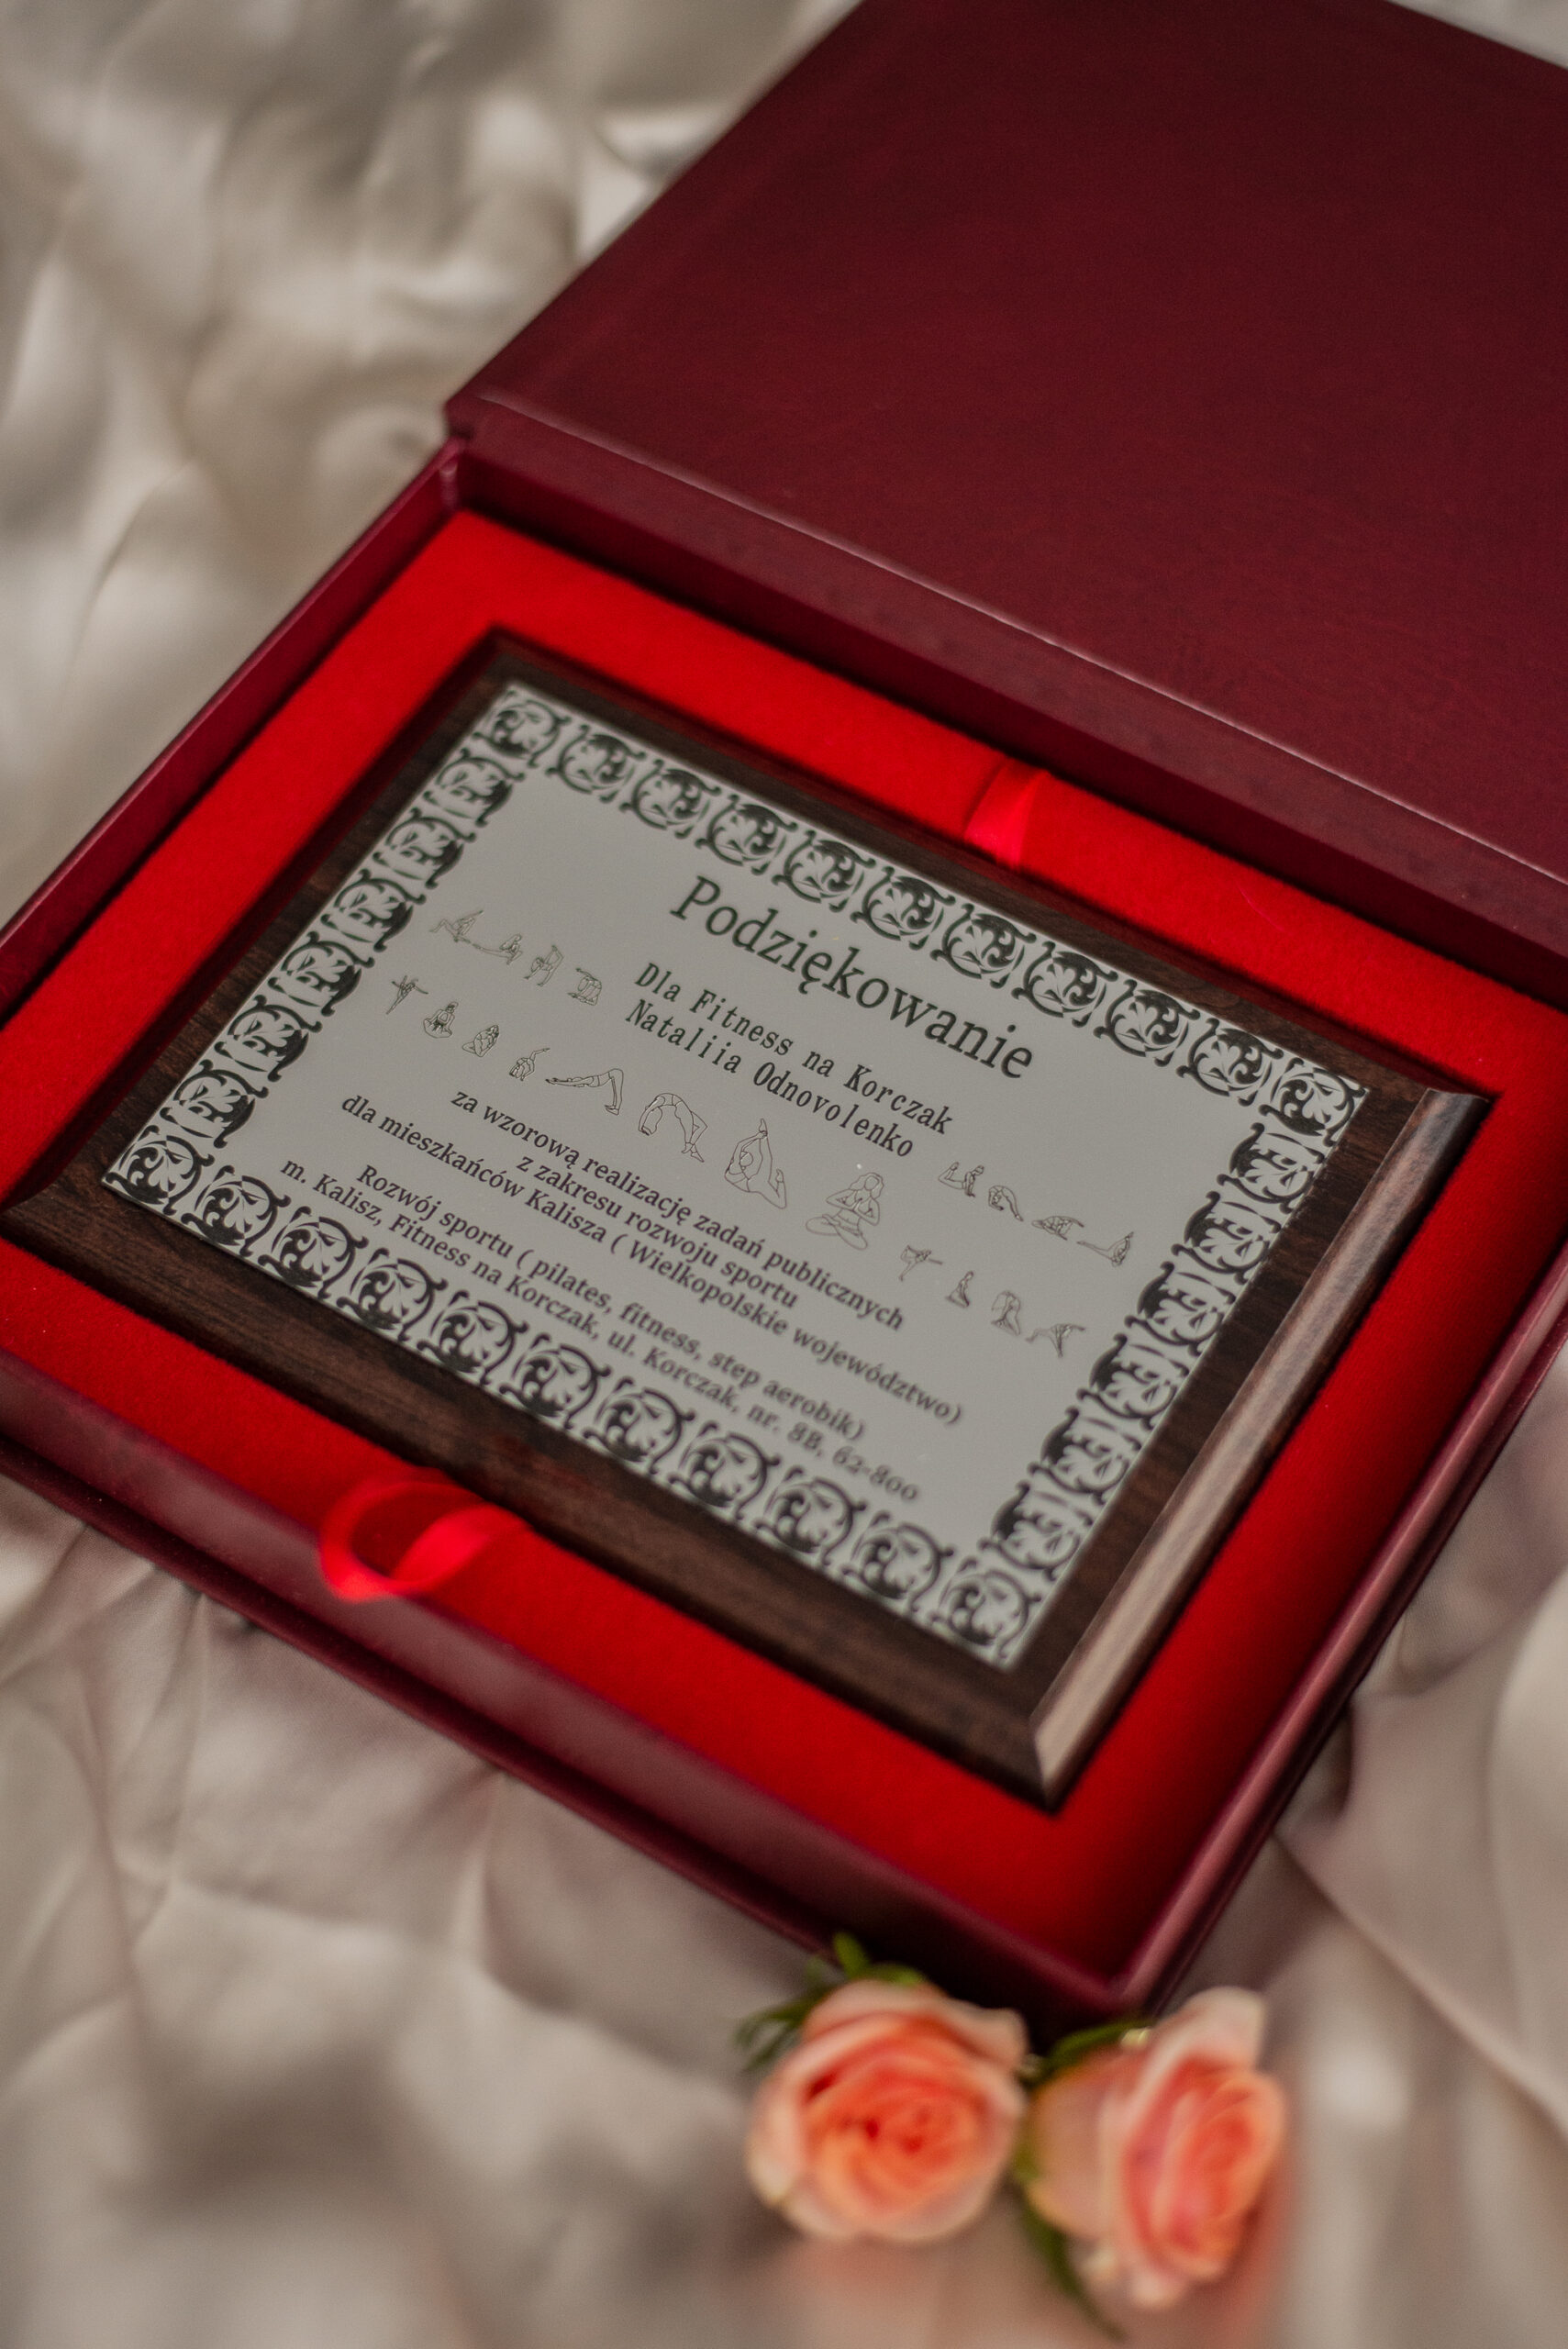 Podziękowanie
Dla Fitness na Korczak
Nataliia Odnovolenko
za wzorową realizację zadań publicznych
z zakresu rozwoju sportu
dla mieszkańców Kalisza ( Wielkopolskie województwo)
Rozwój sportu ( pilates, fitness, step aerobik)
m. Kalisz, Fitness na Korczak, ul. Korczak, nr. 8B, 62-800